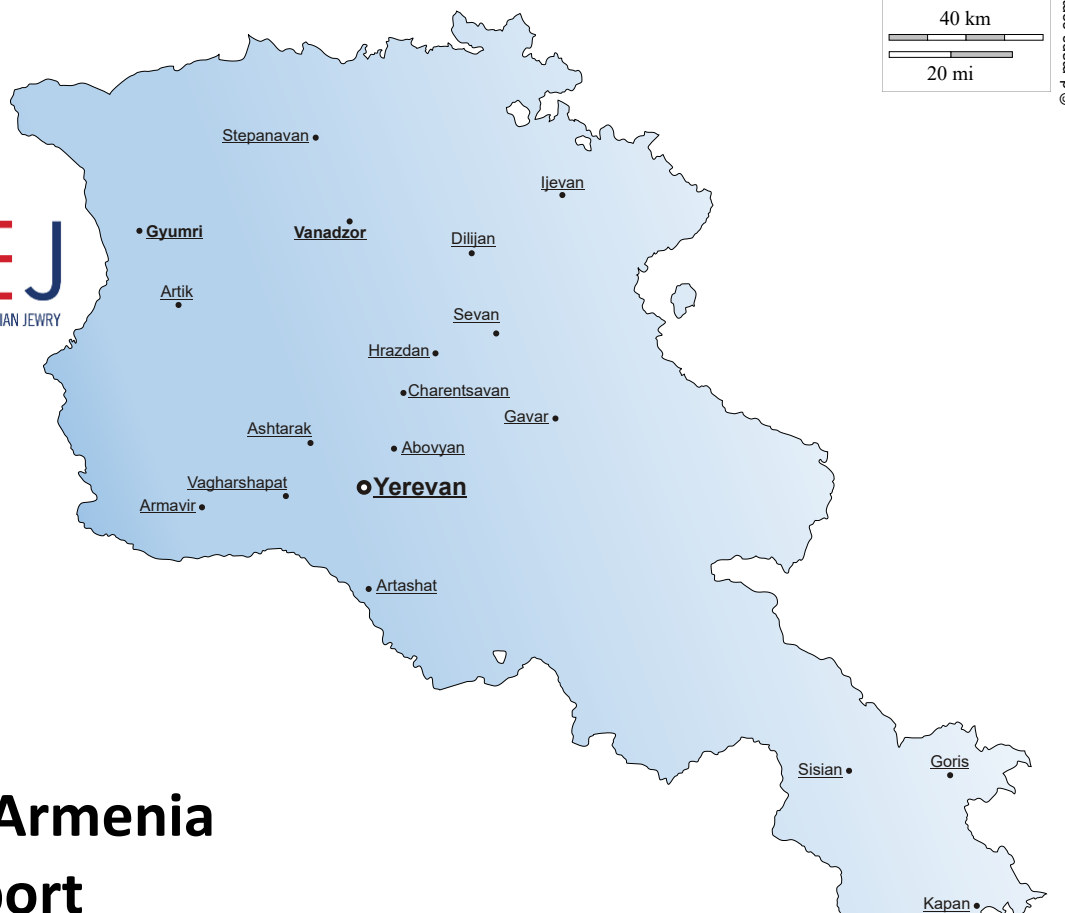 40 km
20 mi
Stepanavan
Ijevan
Gyumri
Vanadzor
Dilijan
EJ
Artik
IAN JEWRY
Sevan
Hrazdan
Charentsavan
Gavar
Ashtarak
Abovyan
Vagharshapat
Yerevan
Armavir
Artashat
Sisian
Goris
Armenia
port
Kapan